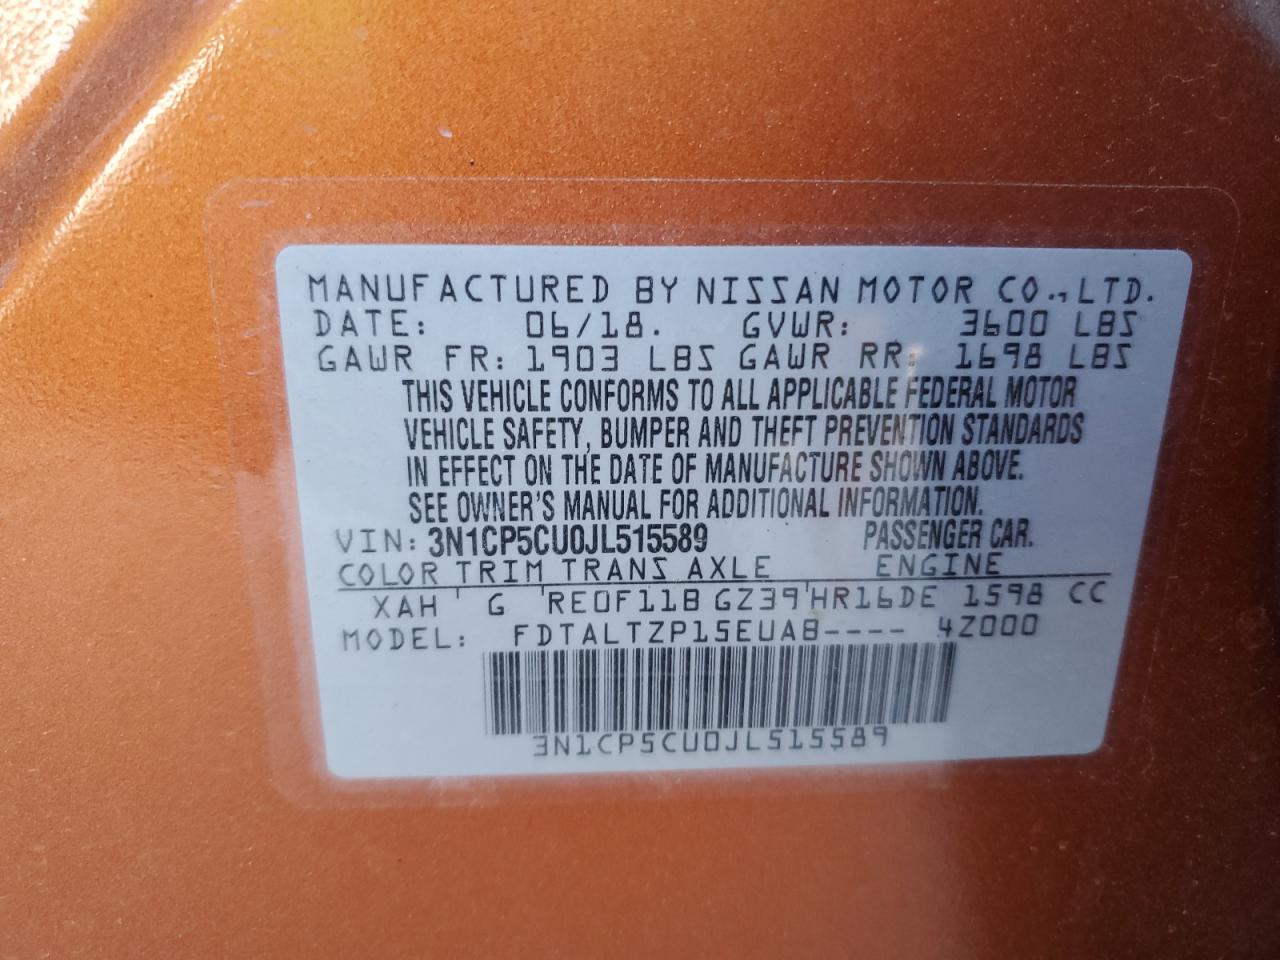 MANUFACTURED BY NISSAN MOTOR CO., LTD.
DATE: 06/18. GVWR: 3600 LBS
GAWR FR: 1903 LBS GAWR RR: 1698 LBS
THIS VEHICLE CONFORMS TO ALL APPLICABLE FEDERAL MOTOR
VEHICLE SAFETY, BUMPER AND THEFT PREVENTION STANDARDS
IN EFFECT ON THE DATE OF MANUFACTURE SHOWN ABOVE.
SEE OWNER'S MANUAL FOR ADDITIONAL INFORMATION.
VIN: 3N1CP5CU0JL515589 PASSENGER CAR.
COLOR TRIM TRANS AXLE ENGINE
XAH G RE0F11B GZ39 HR16DE 1598 CC
MODEL: FDTALTZP15EUAB---- 4Z000
3N1CP5CU0JL515589